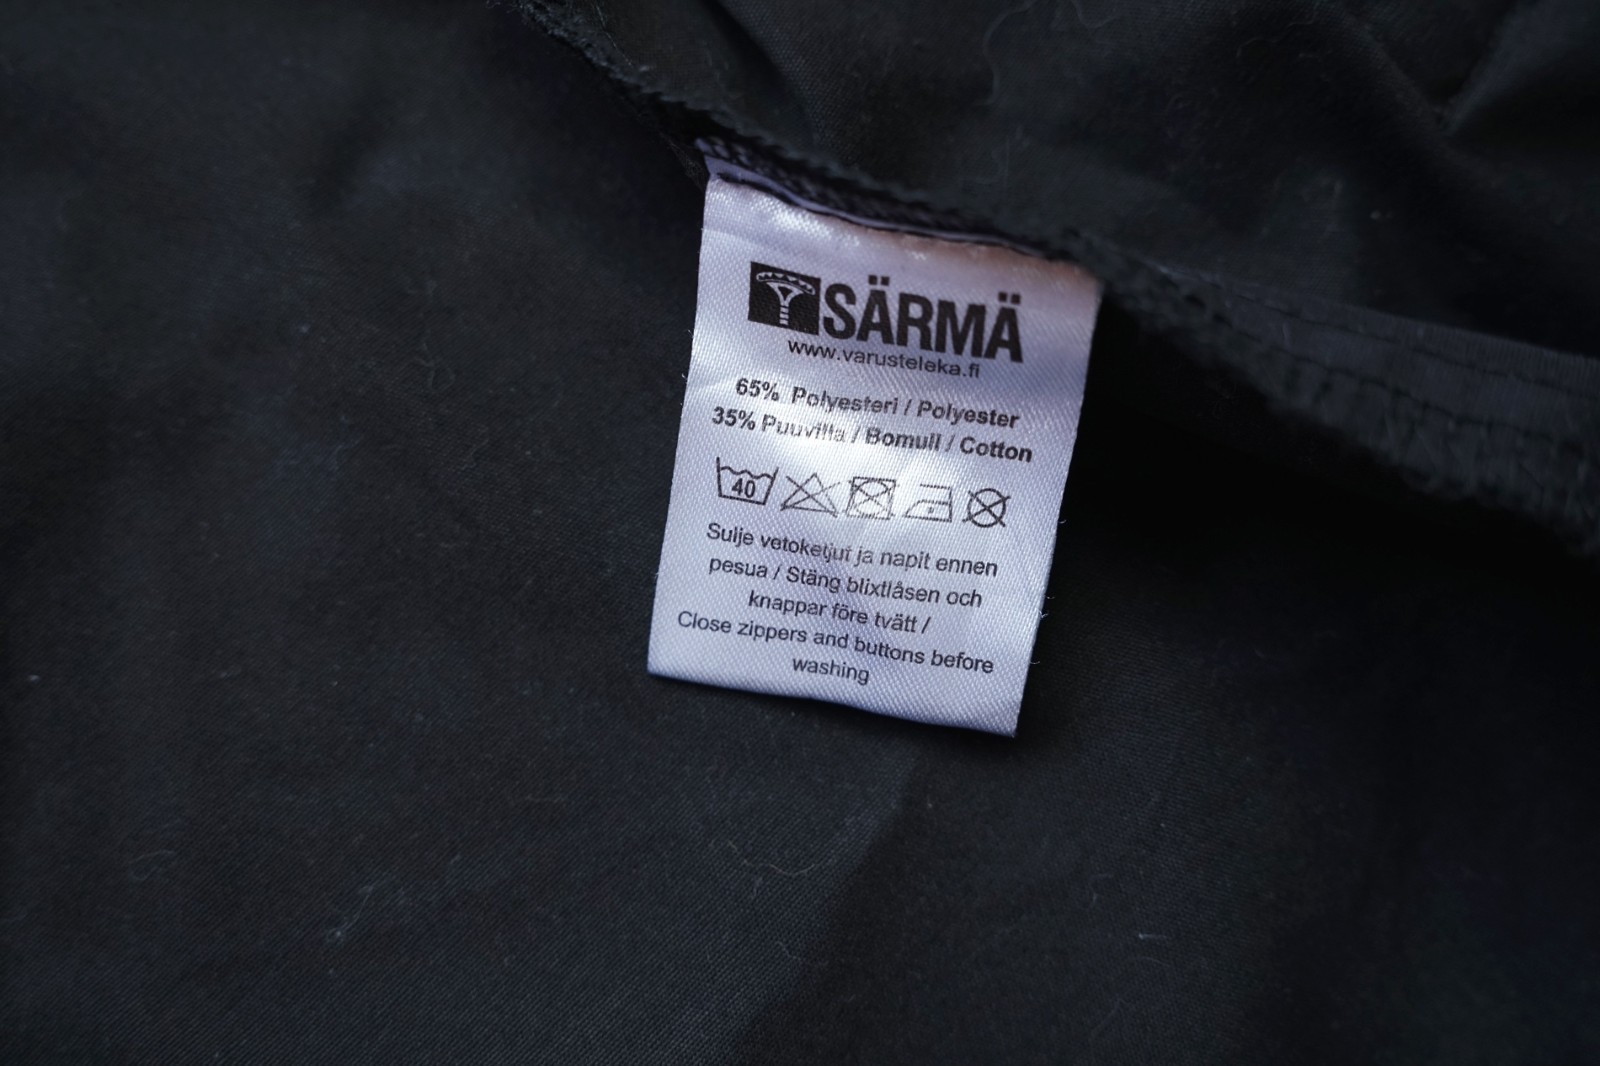 SÄRMÄ
www.varusteleka.fi
65% Polyesteri / Polyester
35% Puuvilla / Bomull / Cotton
40
Sulje vetoketjut ja napit ennen
pesua / Stäng blixtlåsen och
knappar före tvätt /
Close zippers and buttons before
washing